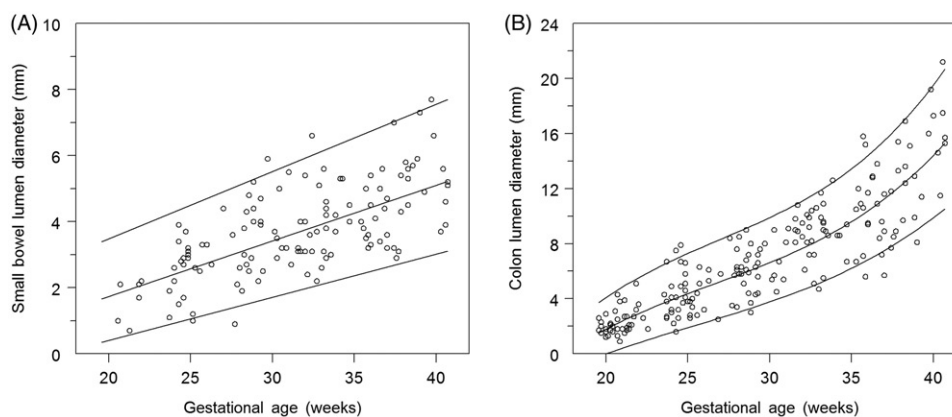 (A)
Small bowel lumen diameter (mm)
10
8
6
4
2
0
20 25 30 35 40
Gestational age (weeks)
(B)
Colon lumen diameter (mm)
24
20
16
12
8
4
0
20 25 30 35 40
Gestational age (weeks)